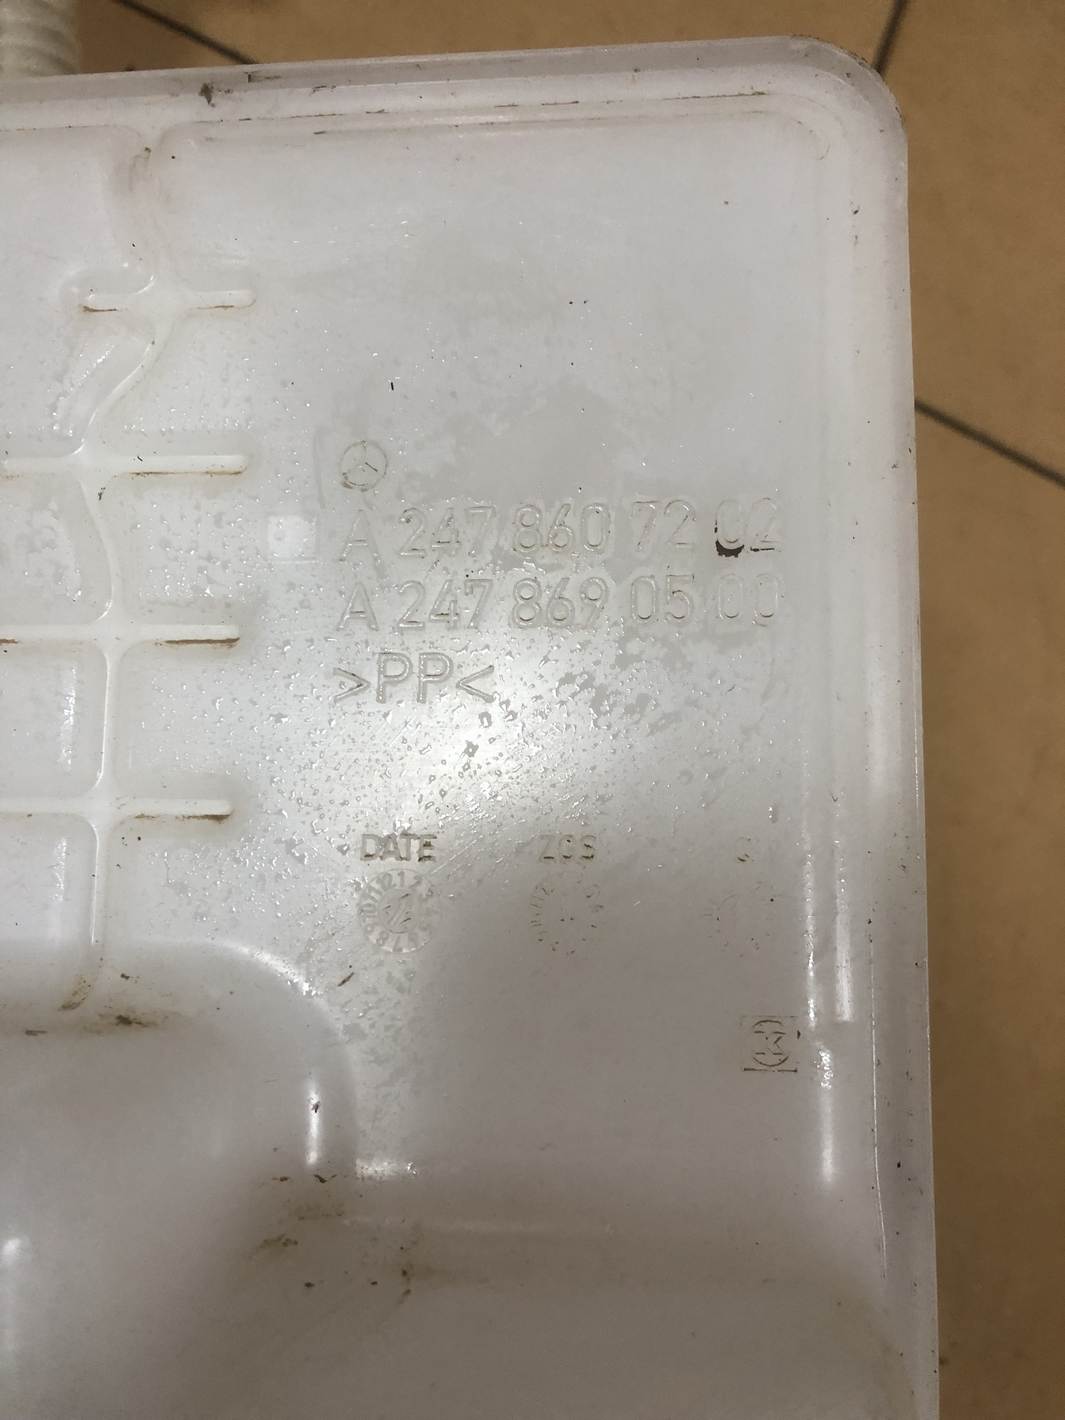 A 247 860 72 02
A 247 869 05 00
>PP<
DATE ZGS